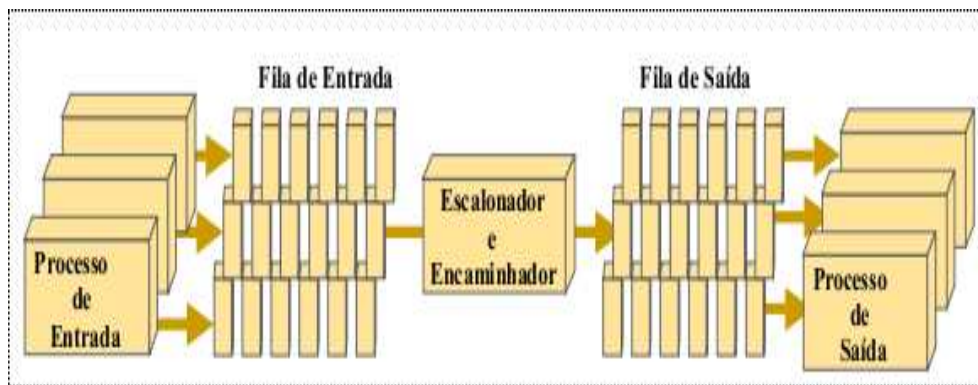 Fila de Entrada
Fila de Saída
Processo
de
Entrada
Escalonador
e
Encaminhador
Processo
de
Saída